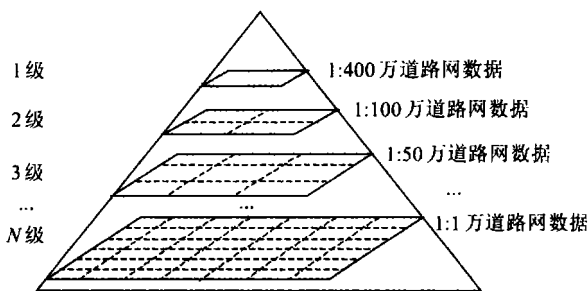 1级 1:400万道路网数据
2级 1:100万道路网数据
3级 1:50万道路网数据
... ... ...
N级 1:1万道路网数据